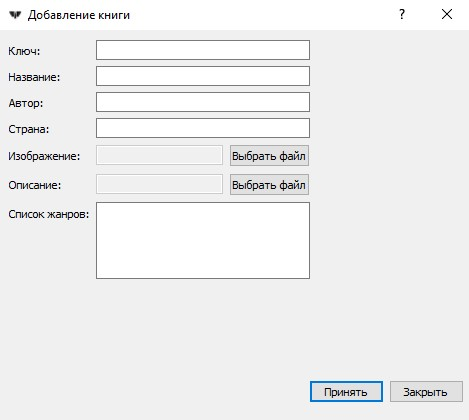 Добавление книги ?
Ключ:
Название:
Автор:
Страна:
Изображение: Выбрать файл
Описание: Выбрать файл
Список жанров:
Принять Закрыть